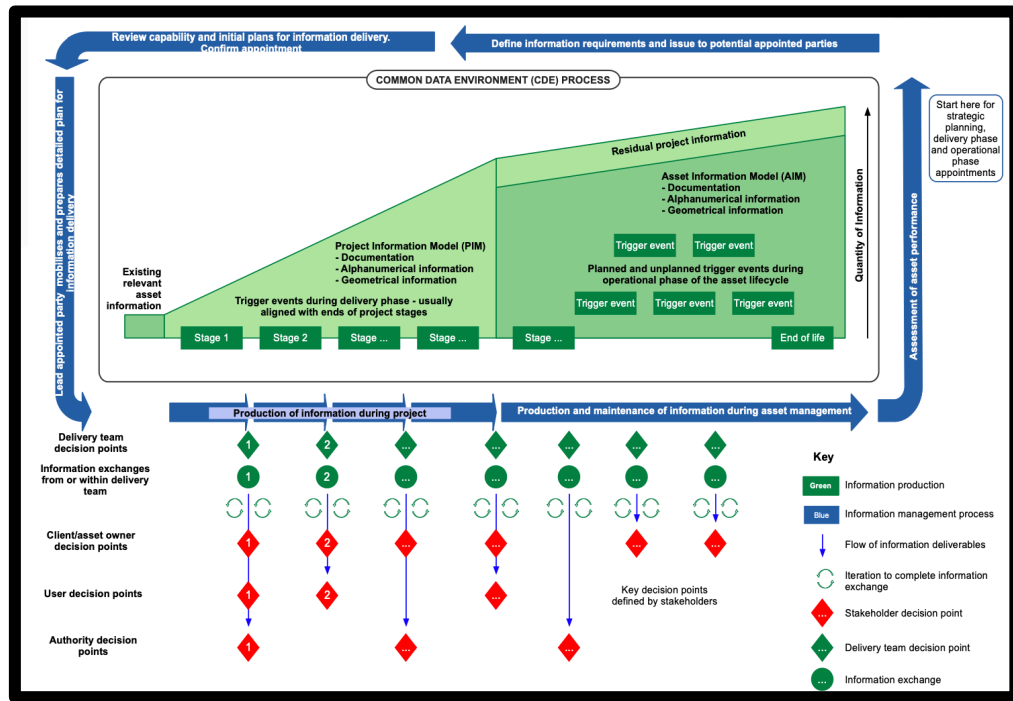 Review capability and initial plans for information delivery.
Confirm appointment
Define information requirements and issue to potential appointed parties
COMMON DATA ENVIRONMENT (CDE) PROCESS
Start here for
strategic
planning,
delivery phase
and operational
phase
appointments
Lead appointed party mobilises and prepares detailed plan for
information delivery
Residual project information
Asset Information Model (AIM)
- Documentation
- Alphanumerical information
- Geometrical information
Quantity of Information
Assessment of asset performance
Trigger event
Trigger event
Project Information Model (PIM)
- Documentation
- Alphanumerical information
- Geometrical information
Planned and unplanned trigger events during
operational phase of the asset lifecycle
Existing
relevant
asset
information
Trigger events during delivery phase - usually
aligned with ends of project stages
Trigger event
Trigger event
Trigger event
Stage 1
Stage 2
Stage ...
Stage ...
Stage ...
End of life
Production of information during project
Production and maintenance of information during asset management
Delivery team
decision points
1
2
...
...
...
...
...
Information exchanges
from or within delivery
team
1
2
...
...
...
...
...
Client/asset owner
decision points
1
2
...
...
...
...
User decision points
1
2
...
Key decision points
defined by stakeholders
Authority decision
points
1
...
...
Key
Green
Information production
Blue
Information management process
Flow of information deliverables
Iteration to complete information
exchange
...
Stakeholder decision point
...
Delivery team decision point
...
Information exchange